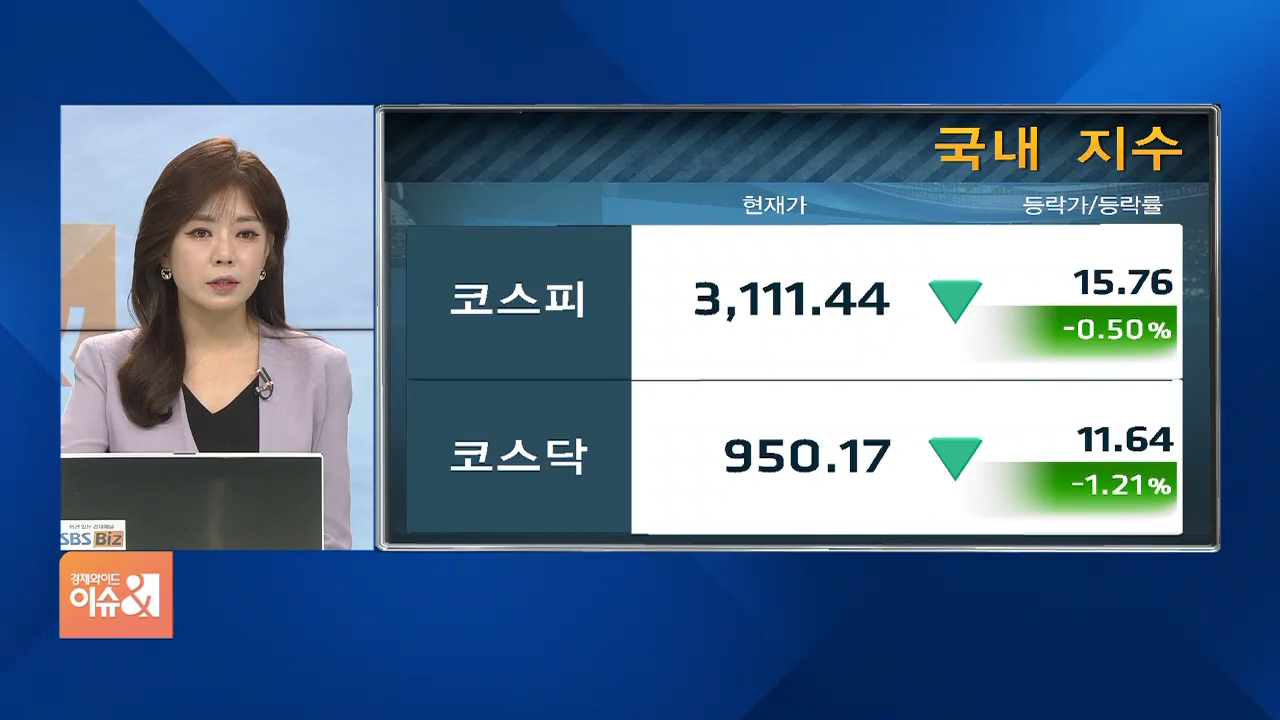 국내 지수
현재가 등락가/등락률
코스피 3,111.44 ▼ 15.76
-0.50%
코스닥 950.17 ▼ 11.64
-1.21%
SBS Biz
경제와이드
이슈&